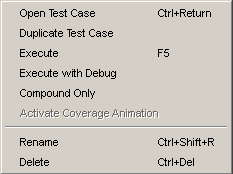 Open Test Case Ctrl+Return
Duplicate Test Case
Execute F5
Execute with Debug
Compound Only
Activate Coverage Animation
Rename Ctrl+Shift+R
Delete Ctrl+Del